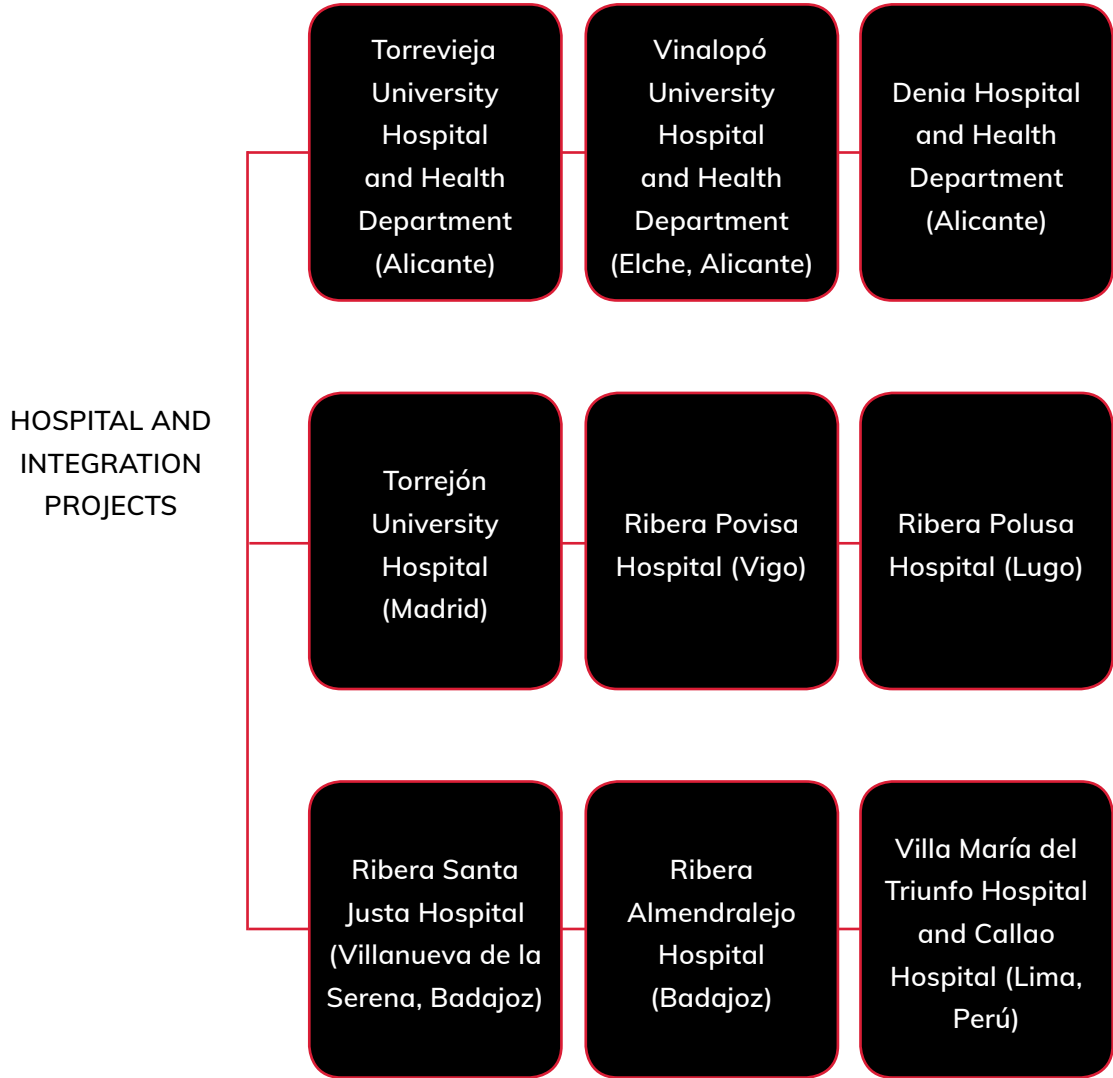 HOSPITAL AND
INTEGRATION
PROJECTS
Torrevieja
University
Hospital
and Health
Department
(Alicante)
Vinalopó
University
Hospital
and Health
Department
(Elche, Alicante)
Denia Hospital
and Health
Department
(Alicante)
Torrejón
University
Hospital
(Madrid)
Ribera Povisa
Hospital (Vigo)
Ribera Polusa
Hospital (Lugo)
Ribera Santa
Justa Hospital
(Villanueva de la
Serena, Badajoz)
Ribera
Almendralejo
Hospital
(Badajoz)
Villa María del
Triunfo Hospital
and Callao
Hospital (Lima,
Perú)